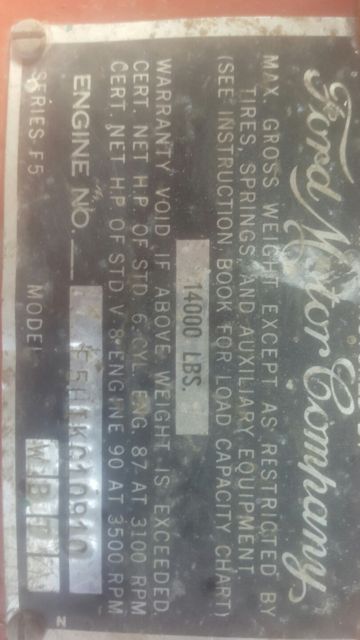 Ford Motor Company
MAX. GROSS WEIGHT EXCEPT AS RESTRICTED BY
TIRES, SPRINGS AND AUXILIARY EQUIPMENT
(SEE INSTRUCTION BOOK FOR LOAD CAPACITY CHART)
14000 LBS.
WARRANTY VOID IF ABOVE WEIGHT IS EXCEEDED.
CERT. NET H.P. OF STD. 6 CYL. ENG. 87 AT 3100 RPM
CERT. NET H.P. OF STD. V-8 ENGINE 90 AT 3500 RPM
ENGINE NO.
SERIES F5 MODEL
N